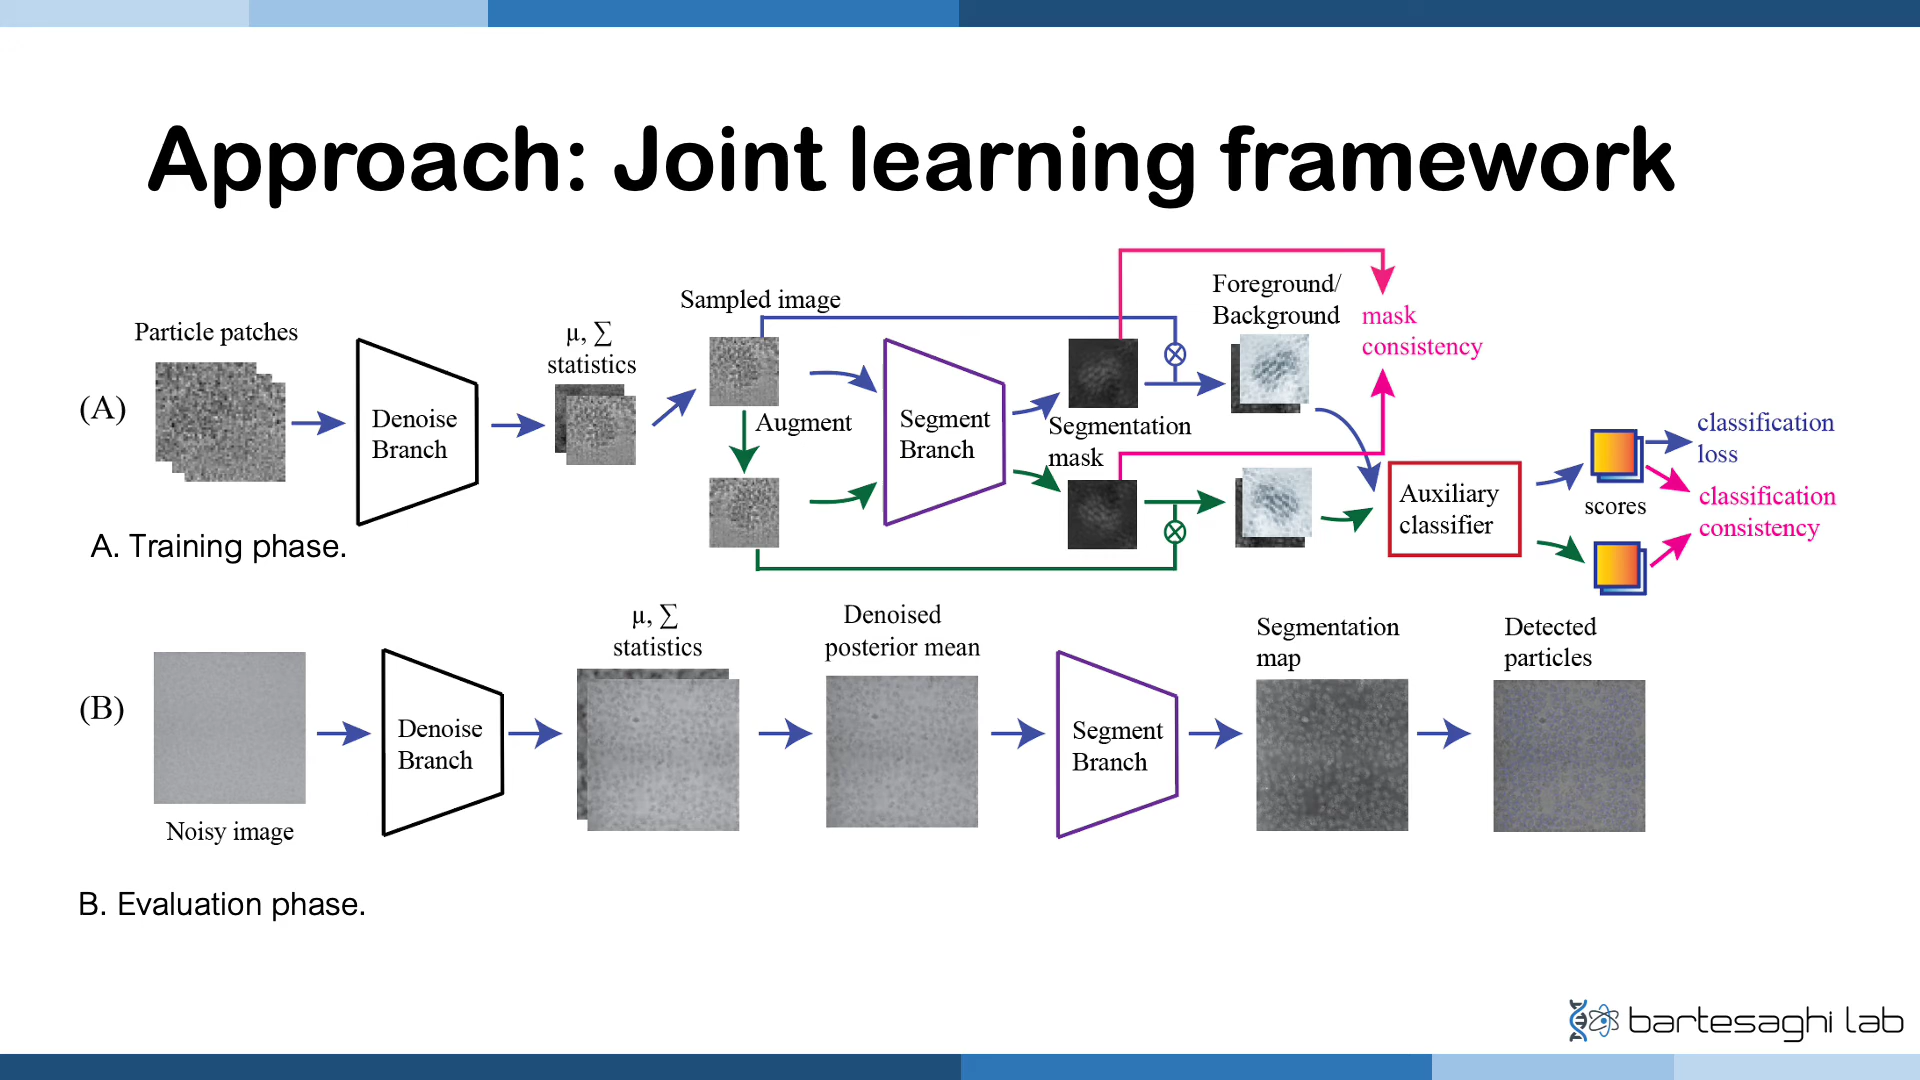 Approach: Joint learning framework
(A)
Particle patches
Denoise
Branch
μ, ∑
statistics
Sampled image
Augment
Segment
Branch
Segmentation
mask
Foreground/
Background
mask
consistency
Auxiliary
classifier
scores
classification
loss
classification
consistency
A. Training phase.
(B)
Noisy image
Denoise
Branch
μ, ∑
statistics
Denoised
posterior mean
Segment
Branch
Segmentation
map
Detected
particles
B. Evaluation phase.
bartesaghi lab